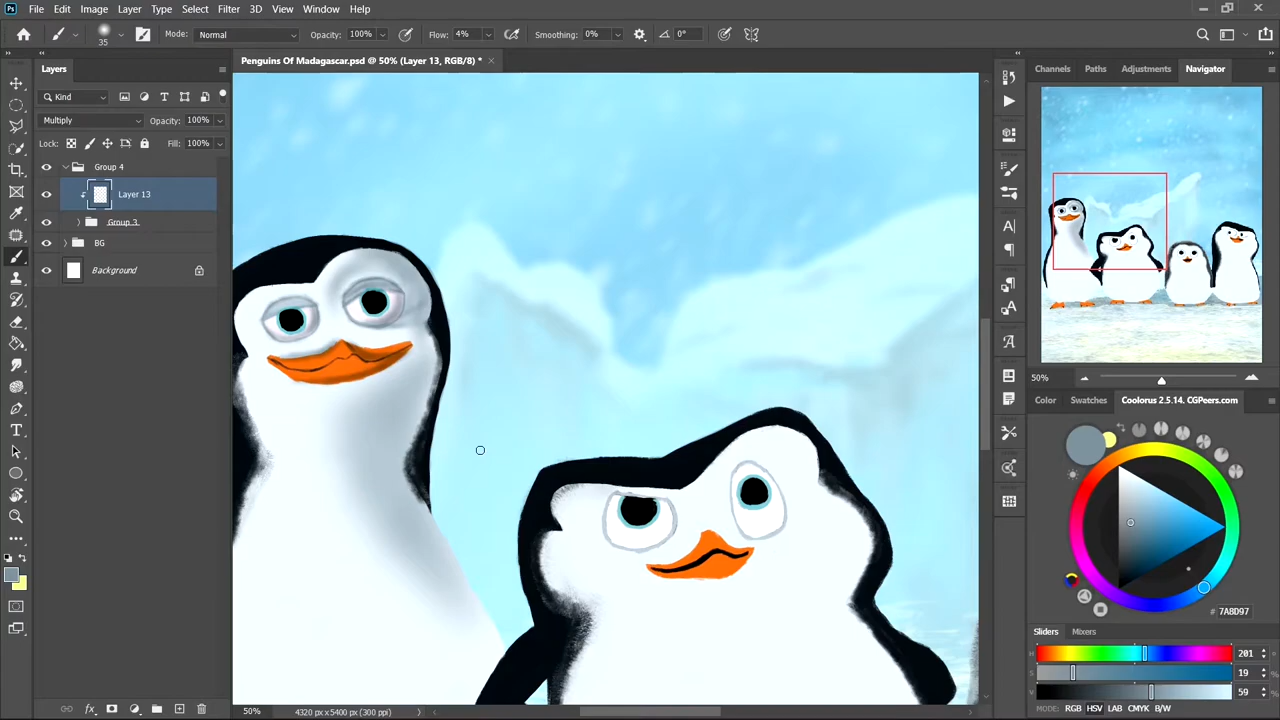 Ps File Edit Image Layer Type Select Filter 3D View Window Help
35 Mode: Normal Opacity: 100% Flow: 4% Smoothing: 0% 0°
Layers
Penguins Of Madagascar.psd @ 50% (Layer 13, RGB/8) *
Channels Paths Adjustments Navigator
Kind
Multiply Opacity: 100%
Lock: Fill: 100%
Group 4
Layer 13
Group 3
BG
Background
50%
Color Swatches Coolorus 2.5.14. CGPeers.com
# 7A8D97
Sliders Mixers
H 201 °
S 19 %
V 59 %
MODE: RGB HSV LAB CMYK B/W
50% 4320 px x 5400 px (300 ppi)